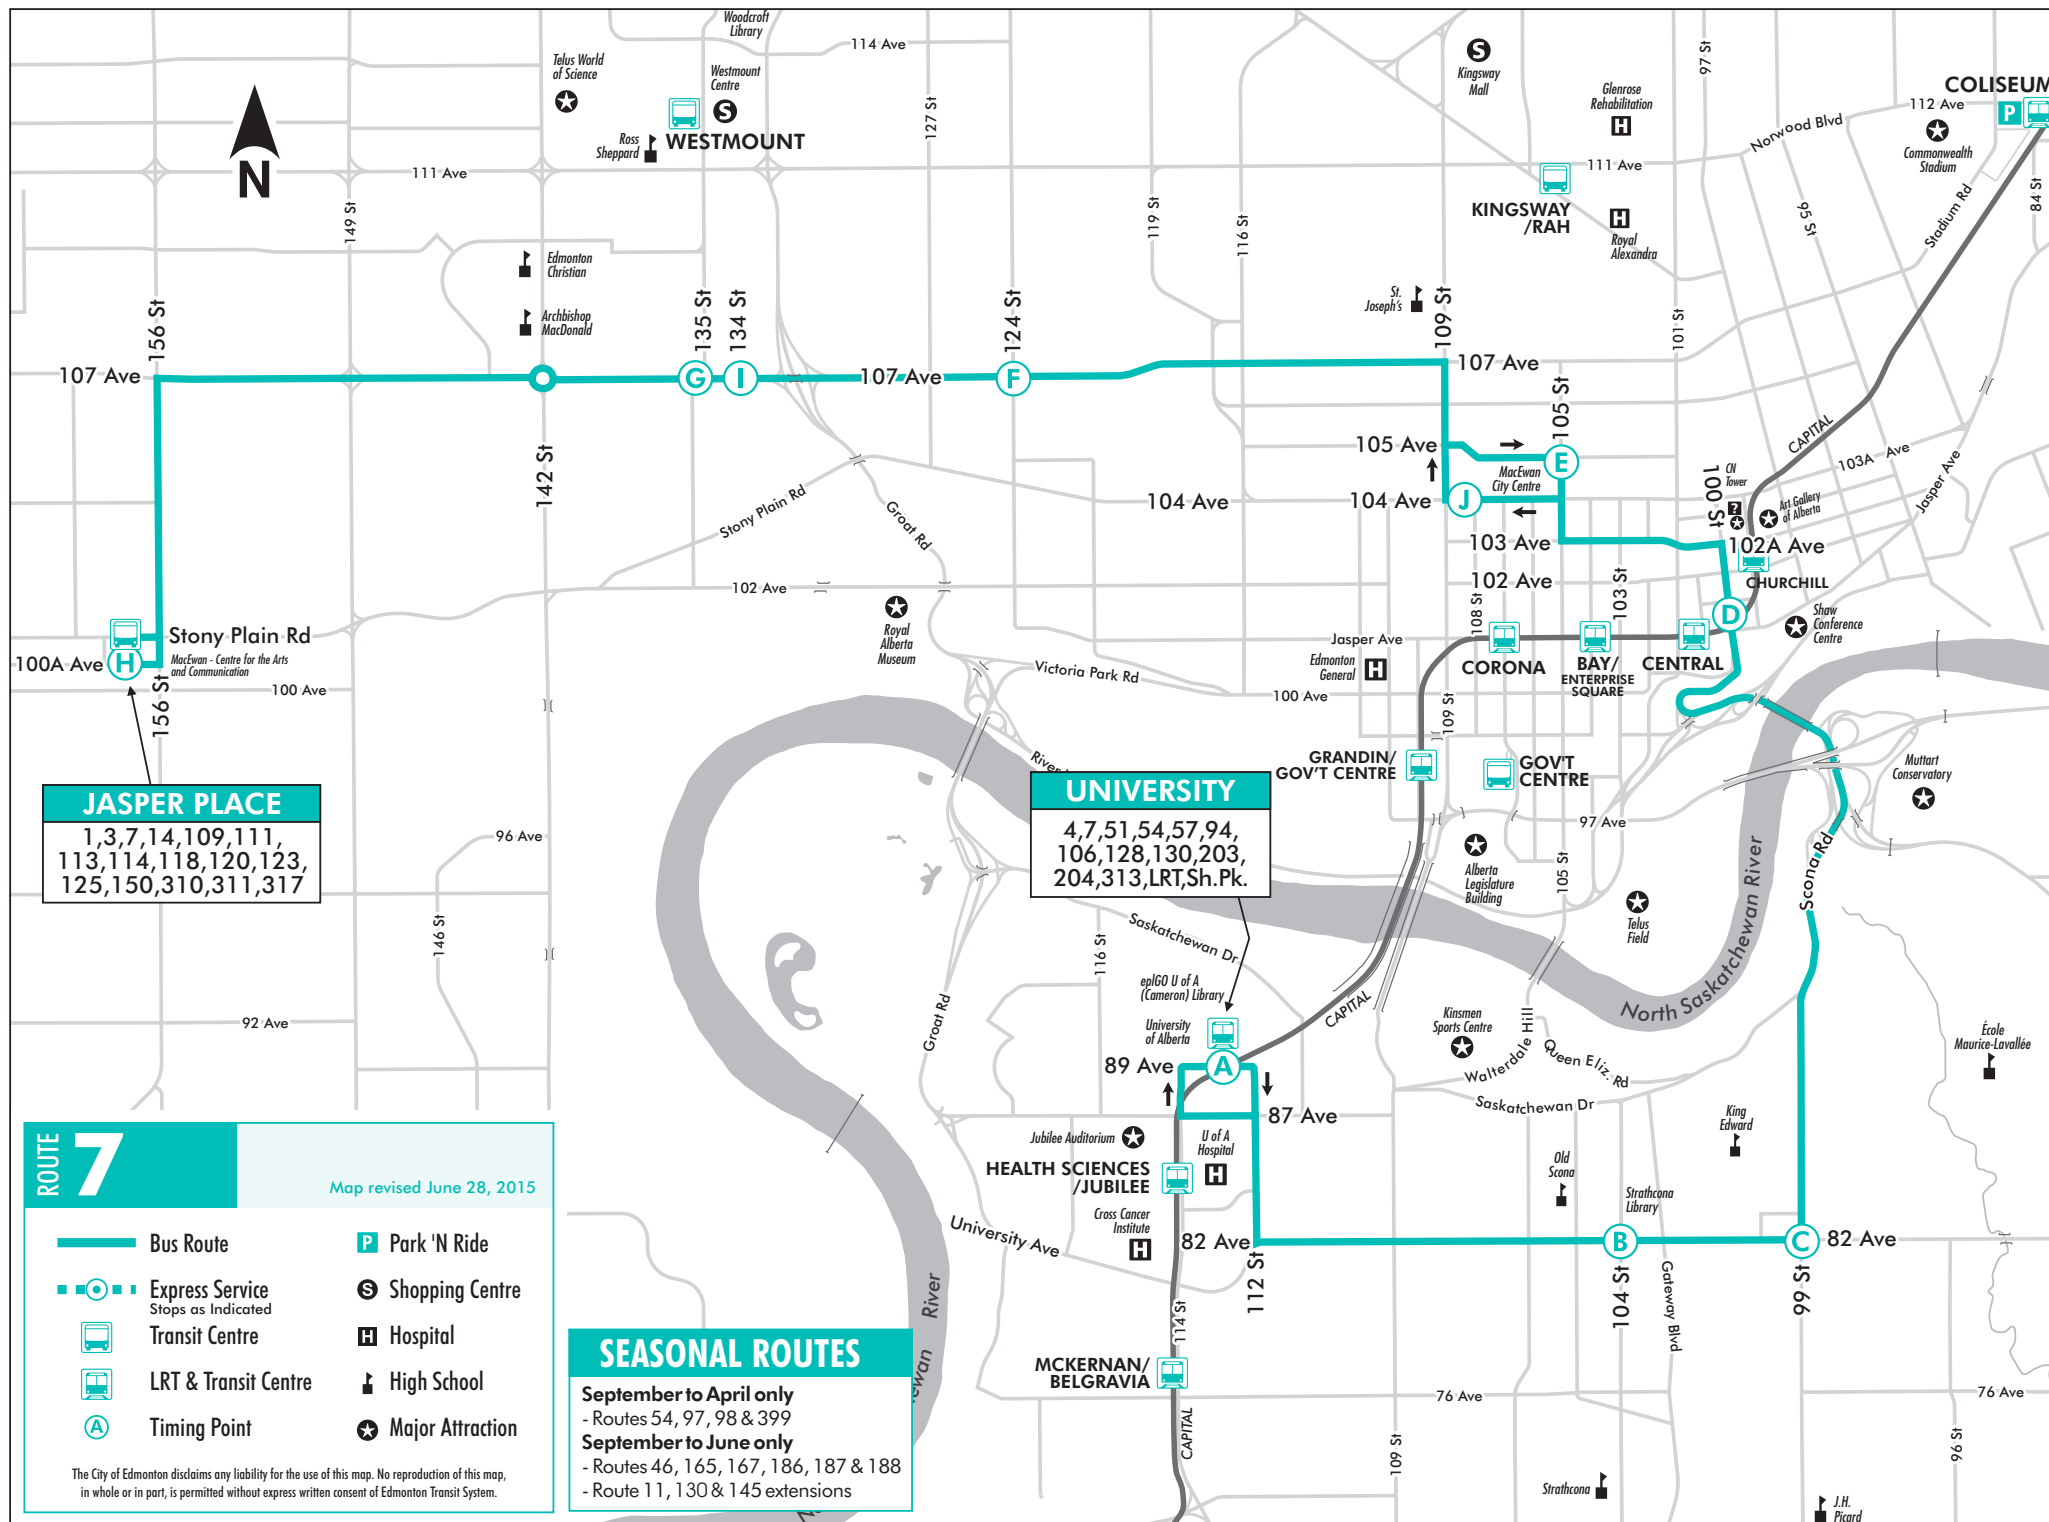 Woodcroft
Library
114 Ave
Telus World
of Science
Westmount
Centre
S
WESTMOUNT
Ross
Sheppard
127 St
S
Kingsway
Mall
97 St
Glenrose
Rehabilitation
H
COLISEUM
P
112 Ave
Norwood Blvd
Commonwealth
Stadium
N
111 Ave
111 Ave
149 St
119 St
116 St
KINGSWAY
/RAH
H
Royal
Alexandra
95 St
Stadium Rd
84 St
Edmonton
Christian
Archbishop
MacDonald
St.
Joseph's
156 St
135 St
134 St
124 St
109 St
101 St
107 Ave
G
I
107 Ave
F
107 Ave
105 St
142 St
105 Ave
E
MacEwan
City Centre
CAPITAL
103A Ave
Jasper Ave
CN
Tower
?
100 St
Art Gallery
of Alberta
Stony Plain Rd
Groat Rd
104 Ave
104 Ave
J
103 Ave
102A Ave
CHURCHILL
102 Ave
102 Ave
103 St
108 St
D
Shaw
Conference
Centre
Royal
Alberta
Museum
Stony Plain Rd
100A Ave
H
MacEwan - Centre for the Arts
and Communication
100 Ave
156 St
Jasper Ave
Edmonton
General
H
CORONA
BAY/
ENTERPRISE
SQUARE
CENTRAL
Victoria Park Rd
100 Ave
109 St
GRANDIN/
GOV'T CENTRE
GOV'T
CENTRE
Muttart
Conservatory
River
JASPER PLACE
1,3,7,14,109,111,
113,114,118,120,123,
125,150,310,311,317
UNIVERSITY
4,7,51,54,57,94,
106,128,130,203,
204,313,LRT,Sh.Pk.
96 Ave
97 Ave
Alberta
Legislature
Building
105 St
Telus
Field
Scona Rd
North Saskatchewan River
146 St
116 St
Saskatchewan Dr
epl GO U of A
(Cameron) Library
University
of Alberta
CAPITAL
Kinsmen
Sports Centre
Walterdale Hill
Queen Eliz. Rd
Saskatchewan Dr
École
Maurice-Lavallée
92 Ave
Groat Rd
89 Ave
A
87 Ave
Jubilee Auditorium
U of A
Hospital
H
HEALTH SCIENCES
/JUBILEE
King
Edward
Old
Scona
Strathcona
Library
Cross Cancer
Institute
H
University Ave
82 Ave
B
C
82 Ave
112 St
114 St
104 St
Gateway Blvd
99 St
MCKERNAN/
BELGRAVIA
76 Ave
76 Ave
CAPITAL
109 St
96 St
Strathcona
J.H.
Picard
River
ewan
No
ROUTE 7
Map revised June 28, 2015
Bus Route
P Park 'N Ride
Express Service
Stops as Indicated
S Shopping Centre
Transit Centre
H Hospital
LRT & Transit Centre
High School
A Timing Point
Major Attraction
The City of Edmonton disclaims any liability for the use of this map. No reproduction of this map,
in whole or in part, is permitted without express written consent of Edmonton Transit System.
SEASONAL ROUTES
September to April only
- Routes 54, 97, 98 & 399
September to June only
- Routes 46, 165, 167, 186, 187 & 188
- Route 11, 130 & 145 extensions